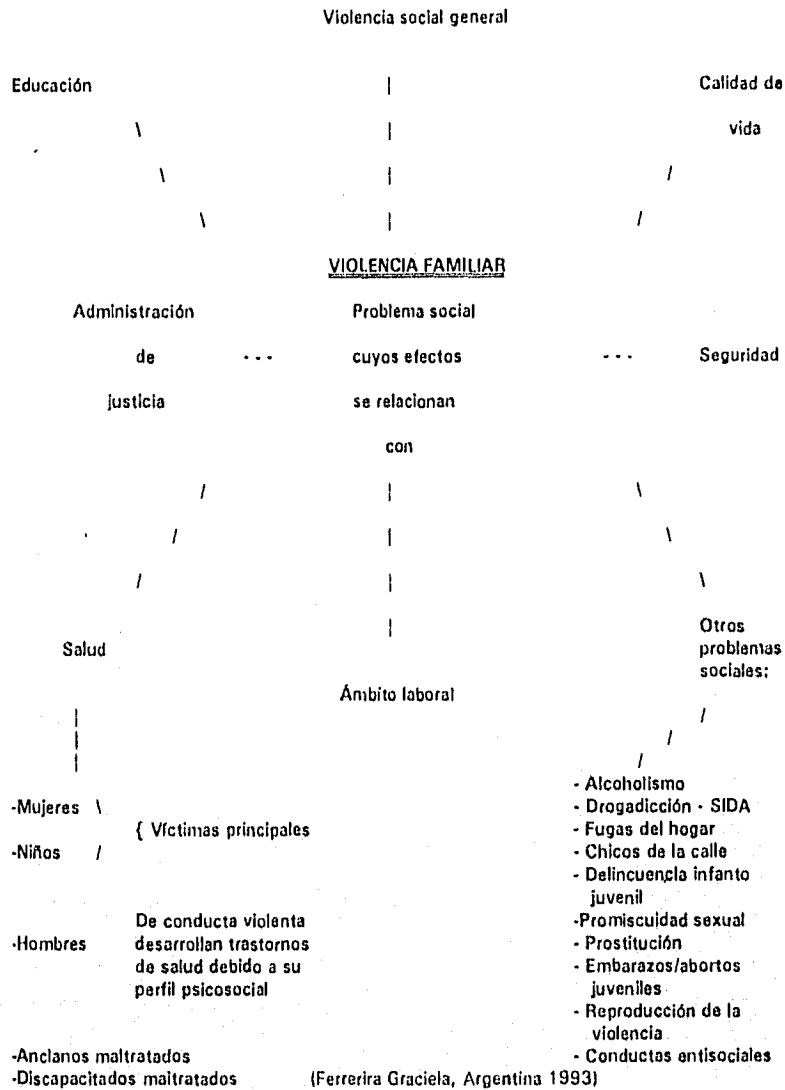 Violencia social general
Educación
Calidad de
vida
VIOLENCIA FAMILIAR
Administración
de
justicia
Problema social
cuyos efectos
se relacionan
con
Seguridad
Salud
Ámbito laboral
Otros
problemas
sociales:
-Mujeres \
{ Víctimas principales
-Niños /
-Hombres
De conducta violenta
desarrollan trastornos
de salud debido a su
perfil psicosocial
-Ancianos maltratados
-Discapacitados maltratados
- Alcoholismo
- Drogadicción - SIDA
- Fugas del hogar
- Chicos de la calle
- Delincuencia infanto
juvenil
-Promiscuidad sexual
- Prostitución
- Embarazos/abortos
juveniles
- Reproducción de la
violencia
- Conductas antisociales
(Ferrerira Graciela, Argentina 1993)